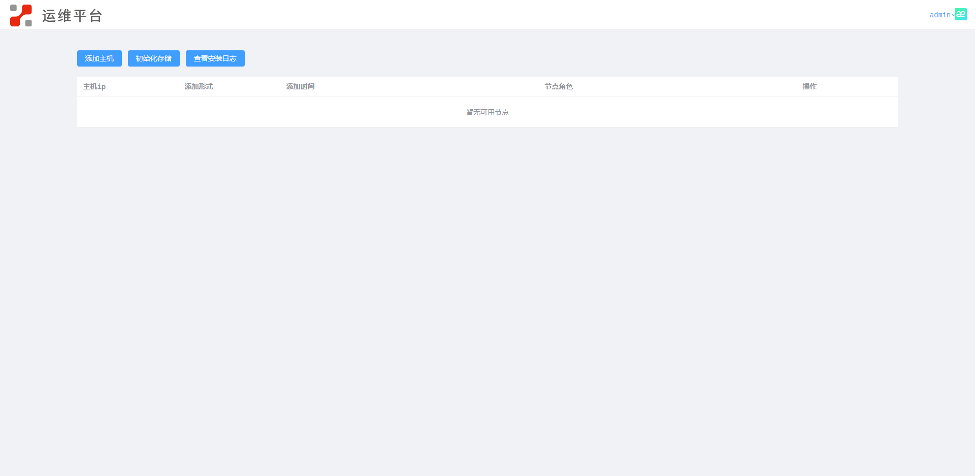 运维平台
admin
æ
添加主机 初始化存储 查看安装日志
主机ip 添加形式 添加时间 节点角色 操作
暂无可用节点